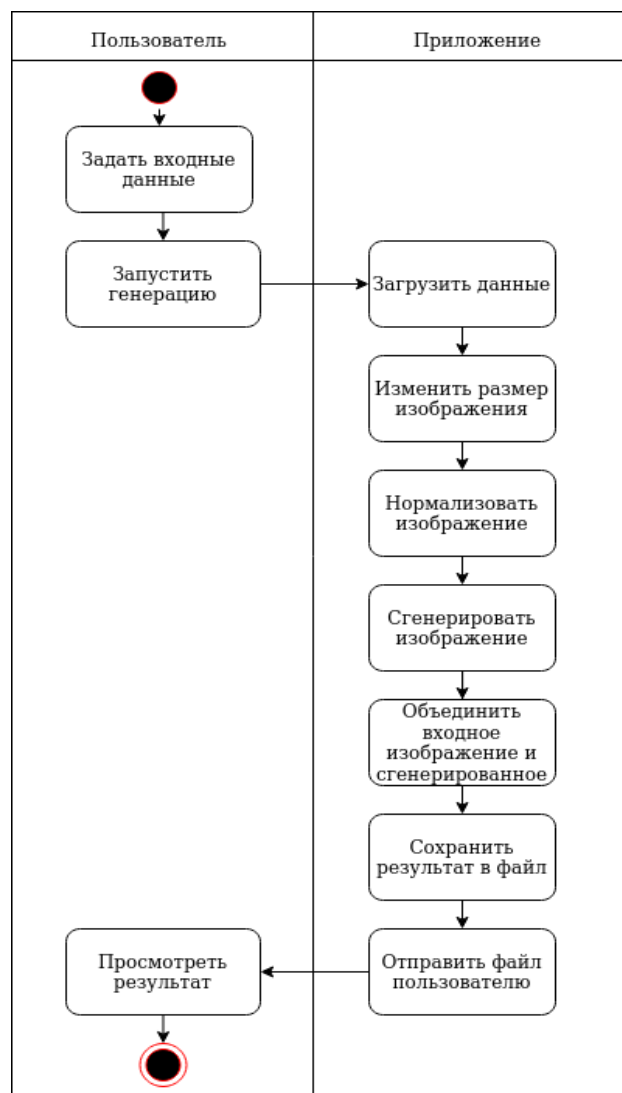 Пользователь
Приложение
Задать входные
данные
Запустить
генерацию
Загрузить данные
Изменить размер
изображения
Нормализовать
изображение
Сгенерировать
изображение
Объединить
входное
изображение и
сгенерированное
Сохранить
результат в файл
Отправить файл
пользователю
Просмотреть
результат